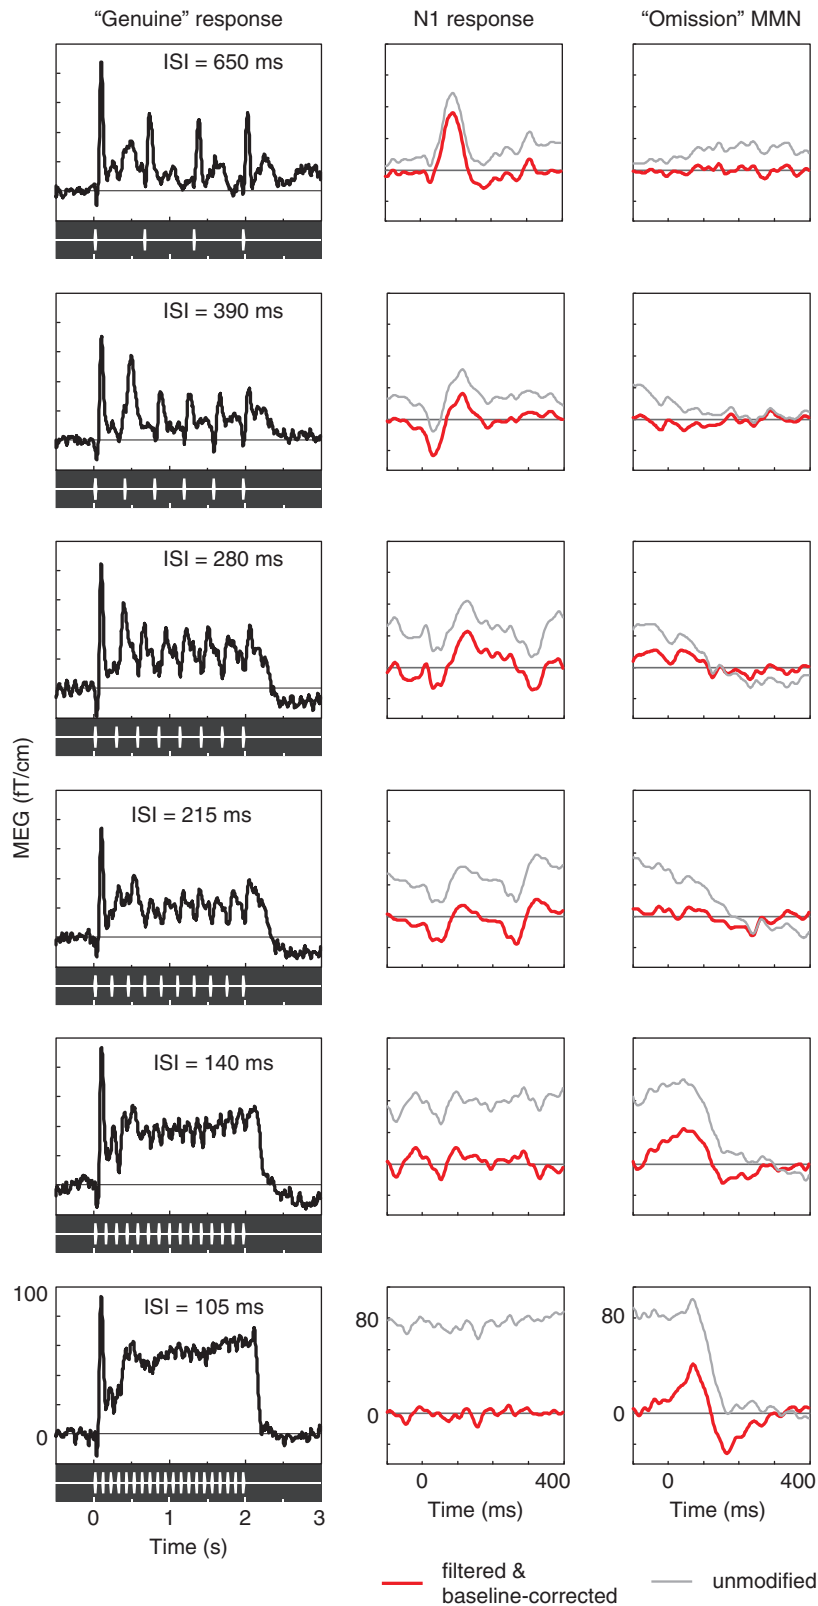 “Genuine” response
N1 response
“Omission” MMN
ISI = 650 ms
ISI = 390 ms
ISI = 280 ms
ISI = 215 ms
ISI = 140 ms
ISI = 105 ms
MEG (fT/cm)
100
0
80
0
80
0
0 1 2 3
Time (s)
0 400
Time (ms)
0 400
Time (ms)
filtered &
baseline-corrected
unmodified